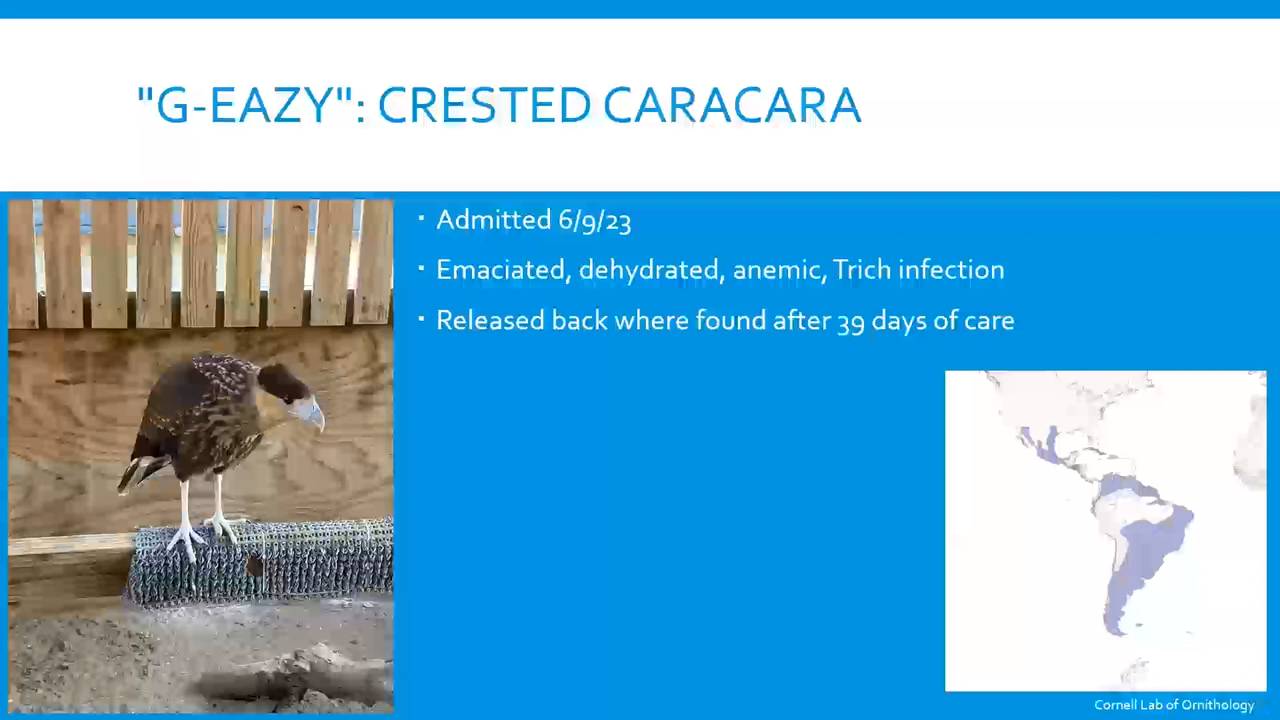 "G-EAZY": CRESTED CARACARA
▪ Admitted 6/9/23
▪ Emaciated, dehydrated, anemic, Trich infection
▪ Released back where found after 39 days of care
Cornell Lab of Ornithology